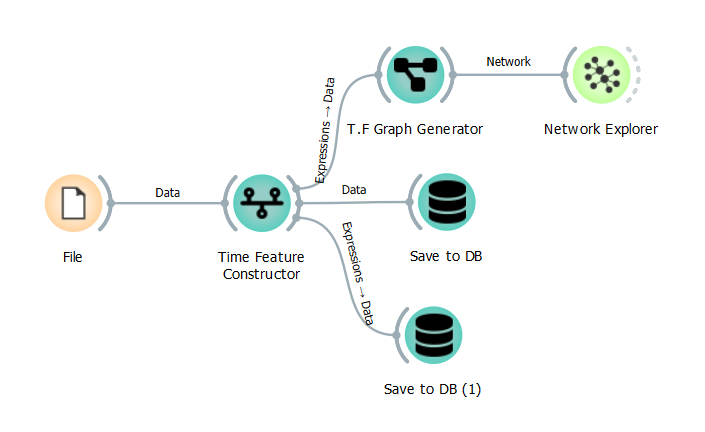 Network
Expressions → Data
T.F Graph Generator
Network Explorer
Data
Data
File
Time Feature
Constructor
Save to DB
Expressions → Data
Save to DB (1)